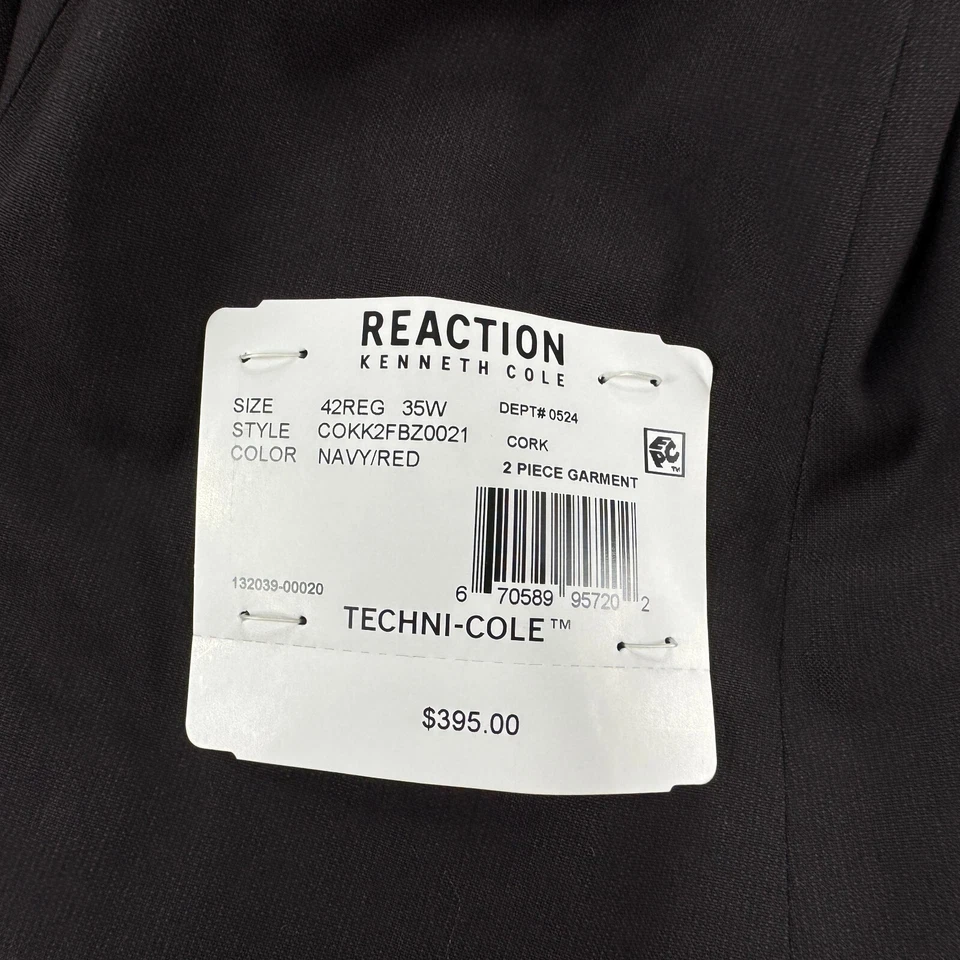 REACTION
KENNETH COLE
SIZE 42REG 35W
STYLE COKK2FBZ0021
COLOR NAVY/RED
DEPT# 0524
CORK
2 PIECE GARMENT
ECPC™
6 70589 95720 2
132039-00020
TECHNI-COLE™
$395.00